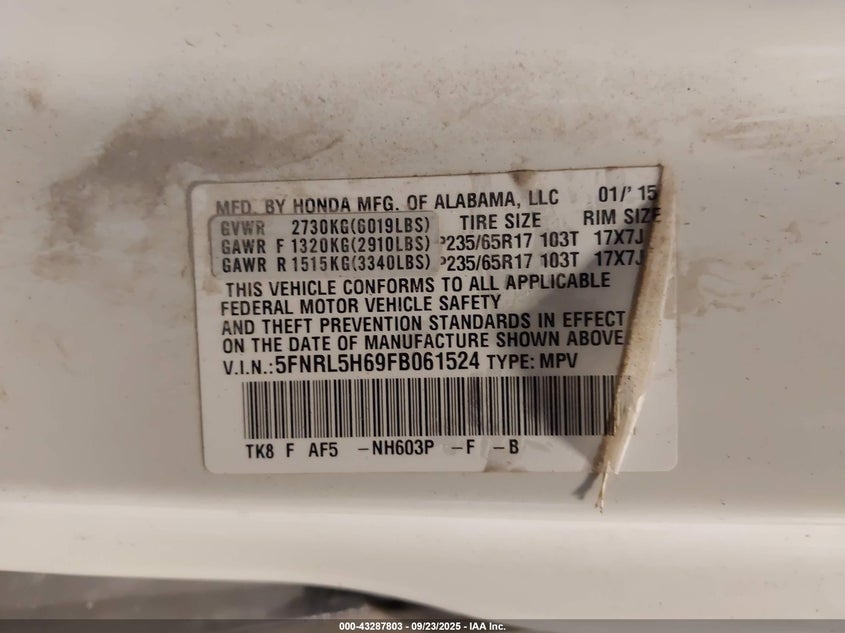 MFD. BY HONDA MFG. OF ALABAMA, LLC 01/'15
GVWR 2730KG(6019LBS) TIRE SIZE RIM SIZE
GAWR F 1320KG(2910LBS) P235/65R17 103T 17X7J
GAWR R 1515KG(3340LBS) P235/65R17 103T 17X7J
THIS VEHICLE CONFORMS TO ALL APPLICABLE
FEDERAL MOTOR VEHICLE SAFETY
AND THEFT PREVENTION STANDARDS IN EFFECT
ON THE DATE OF MANUFACTURE SHOWN ABOVE
V.I.N.:5FNRL5H69FB061524 TYPE: MPV
TK8 F AF5 -NH603P -F -B
000-43287803 - 09/23/2025 - IAA Inc.